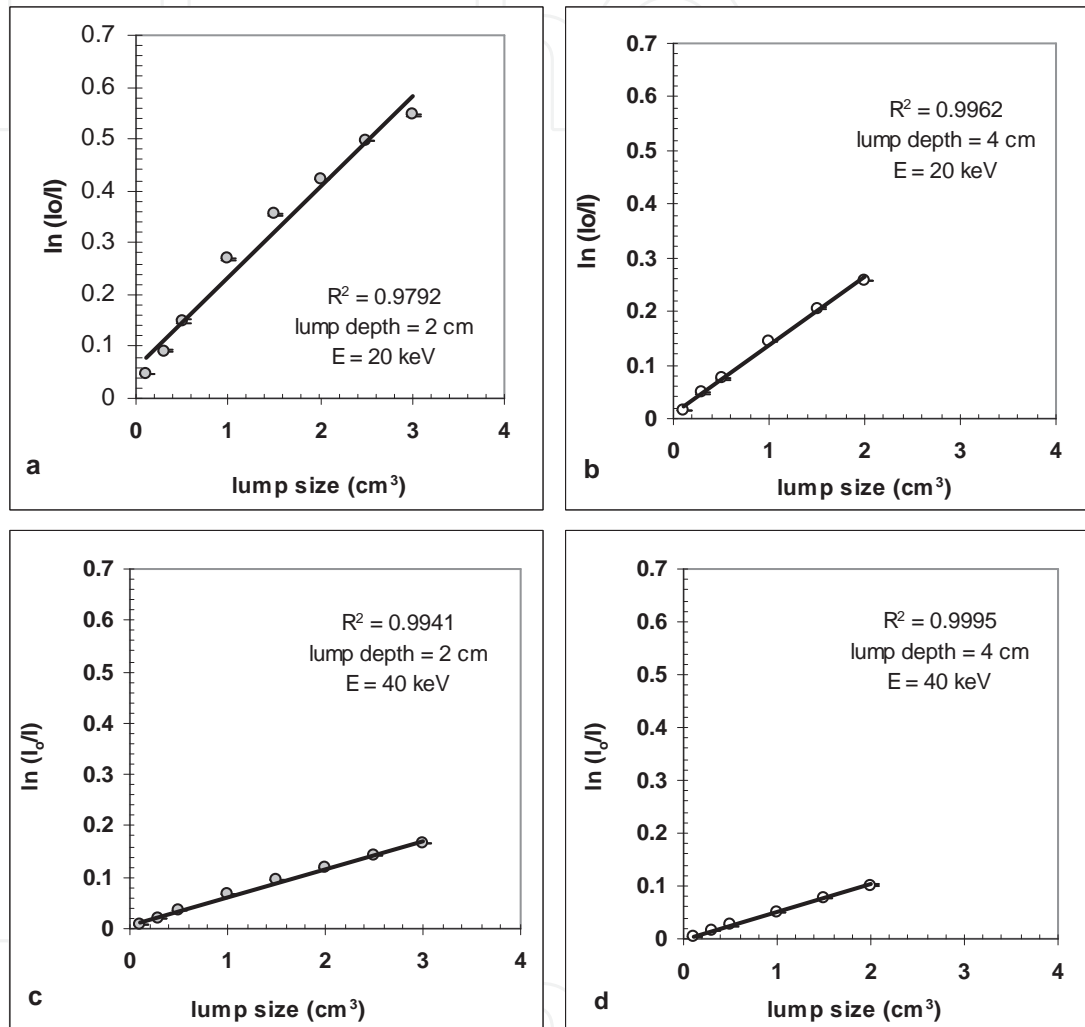 0.7
0.6
0.5
0.4
0.3
0.2
0.1
0
ln (Io/I)
R² = 0.9792
lump depth = 2 cm
E = 20 keV
0 1 2 3 4
lump size (cm³)
a
0.7
0.6
0.5
0.4
0.3
0.2
0.1
0
ln (Io/I)
R² = 0.9962
lump depth = 4 cm
E = 20 keV
0 1 2 3 4
lump size (cm³)
b
0.7
0.6
0.5
0.4
0.3
0.2
0.1
0
ln (Iₒ/I)
R² = 0.9941
lump depth = 2 cm
E = 40 keV
0 1 2 3 4
lump size (cm³)
c
0.7
0.6
0.5
0.4
0.3
0.2
0.1
0
ln (Iₒ/I)
R² = 0.9995
lump depth = 4 cm
E = 40 keV
0 1 2 3 4
lump size (cm³)
d